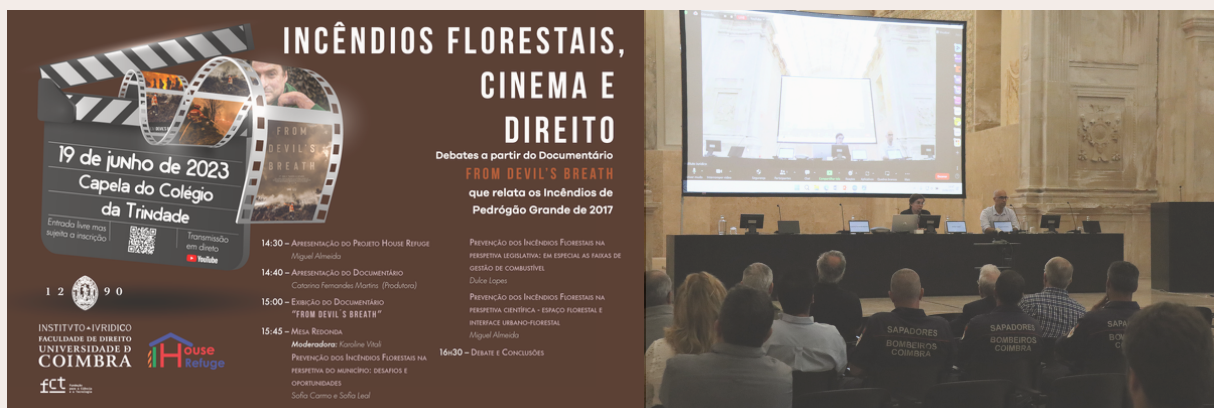 INCÊNDIOS FLORESTAIS,
CINEMA E
DIREITO
Debates a partir do Documentário
FROM DEVIL'S BREATH
que relata os Incêndios de
Pedrógão Grande de 2017
FROM
DEVIL'S
BREATH
19 de junho de 2023
Capela do Colégio
da Trindade
Entrada livre mas
sujeita a inscrição
Transmissão
em direto
YouTube
14:30 – APRESENTAÇÃO DO PROJETO HOUSE REFUGE
Miguel Almeida
14:40 – APRESENTAÇÃO DO DOCUMENTÁRIO
Catarina Fernandes Martins (Produtora)
15:00 – EXIBIÇÃO DO DOCUMENTÁRIO
"FROM DEVIL´S BREATH"
15:45 – MESA REDONDA
Moderadora: Karoline Vitali
PREVENÇÃO DOS INCÊNDIOS FLORESTAIS NA
PERSPETIVA DO MUNICÍPIO: DESAFIOS E
OPORTUNIDADES
Sofia Carmo e Sofia Leal
PREVENÇÃO DOS INCÊNDIOS FLORESTAIS NA
PERSPETIVA LEGISLATIVA: EM ESPECIAL AS FAIXAS DE
GESTÃO DE COMBUSTÍVEL
Dulce Lopes
PREVENÇÃO DOS INCÊNDIOS FLORESTAIS NA
PERSPETIVA CIENTÍFICA - ESPAÇO FLORESTAL E
INTERFACE URBANO-FLORESTAL
Miguel Almeida
16H30 – DEBATE E CONCLUSÕES
12 90
INSTITVTO • IVRIDICO
FACULDADE DE DIREITO
UNIVERSIDADE Ð
COIMBRA
House
Refuge
fct
SAPADORES
BOMBEIROS
COIMBRA
SAPADORES
BOMBEIROS
COIMBRA